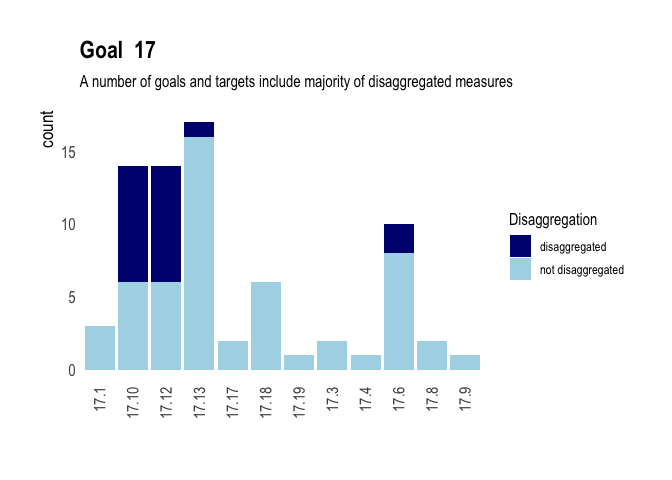 Goal  17
A number of goals and targets include majority of disaggregated measures
count
15
10
5
0
17.1
17.10
17.12
17.13
17.17
17.18
17.19
17.3
17.4
17.6
17.8
17.9
Disaggregation
disaggregated
not disaggregated